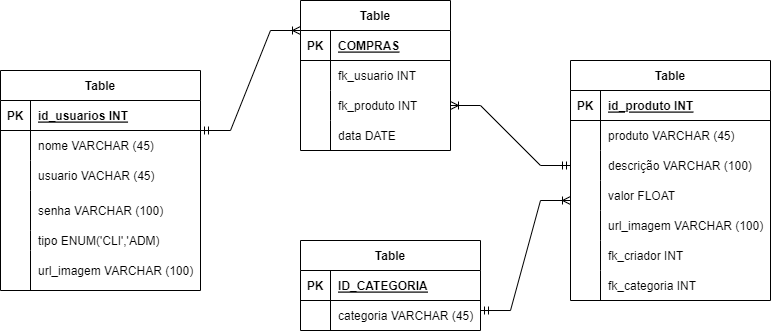 Table
PK
id_usuarios INT
nome VARCHAR (45)
usuario VACHAR (45)
senha VARCHAR (100)
tipo ENUM('CLI','ADM)
url_imagem VARCHAR (100)
Table
PK
COMPRAS
fk_usuario INT
fk_produto INT
data DATE
Table
PK
ID_CATEGORIA
categoria VARCHAR (45)
Table
PK
id_produto INT
produto VARCHAR (45)
descrição VARCHAR (100)
valor FLOAT
url_imagem VARCHAR (100)
fk_criador INT
fk_categoria INT